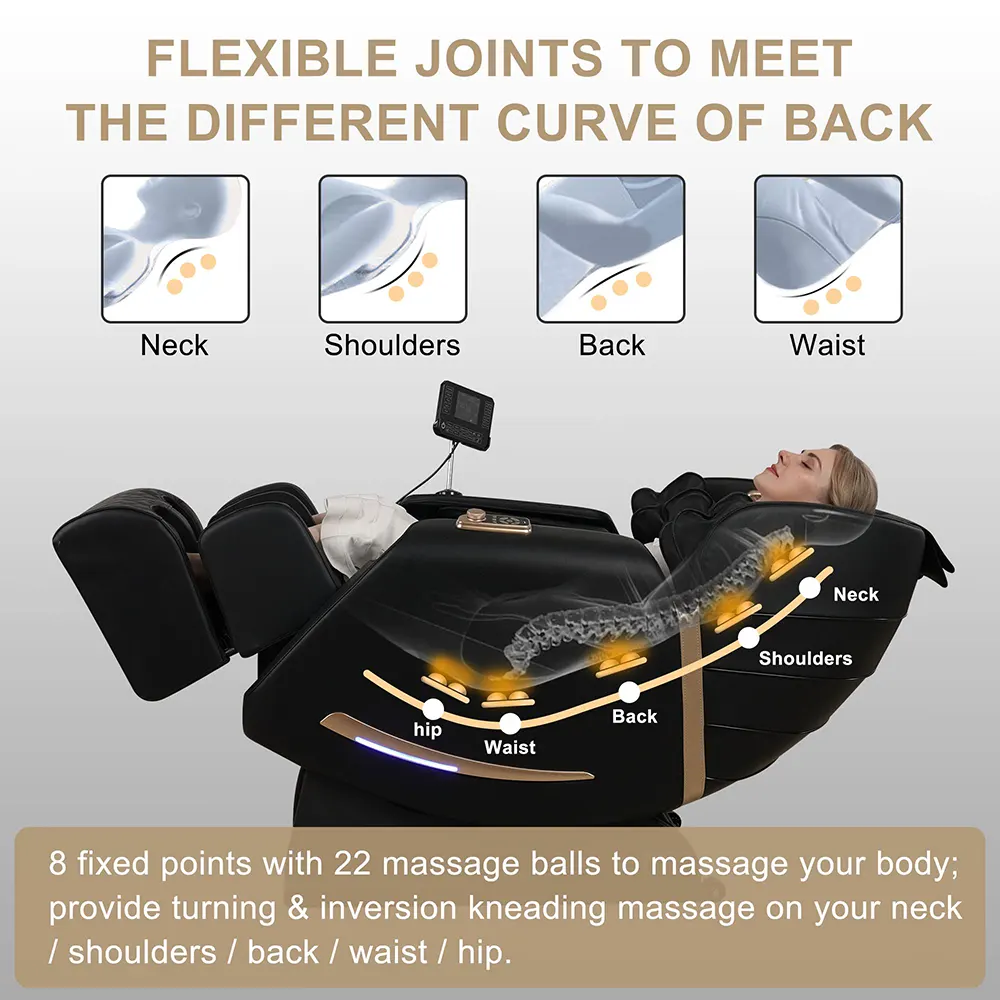 FLEXIBLE JOINTS TO MEET
THE DIFFERENT CURVE OF BACK
Neck
Shoulders
Back
Waist
Neck
Shoulders
Back
Waist
hip
8 fixed points with 22 massage balls to massage your body;
provide turning & inversion kneading massage on your neck
/ shoulders / back / waist / hip.